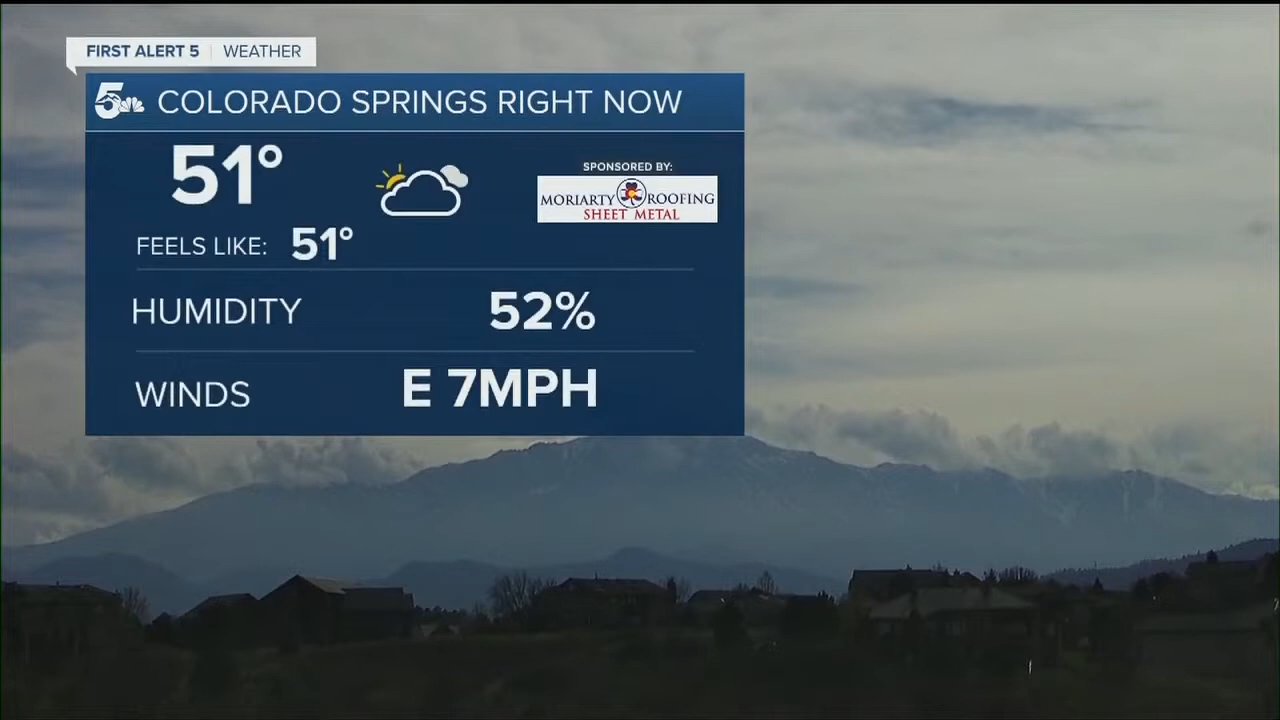 FIRST ALERT 5 | WEATHER
5 COLORADO SPRINGS RIGHT NOW
51°
SPONSORED BY:
MORIARTY ROOFING
SHEET METAL
FEELS LIKE: 51°
HUMIDITY 52%
WINDS E 7MPH